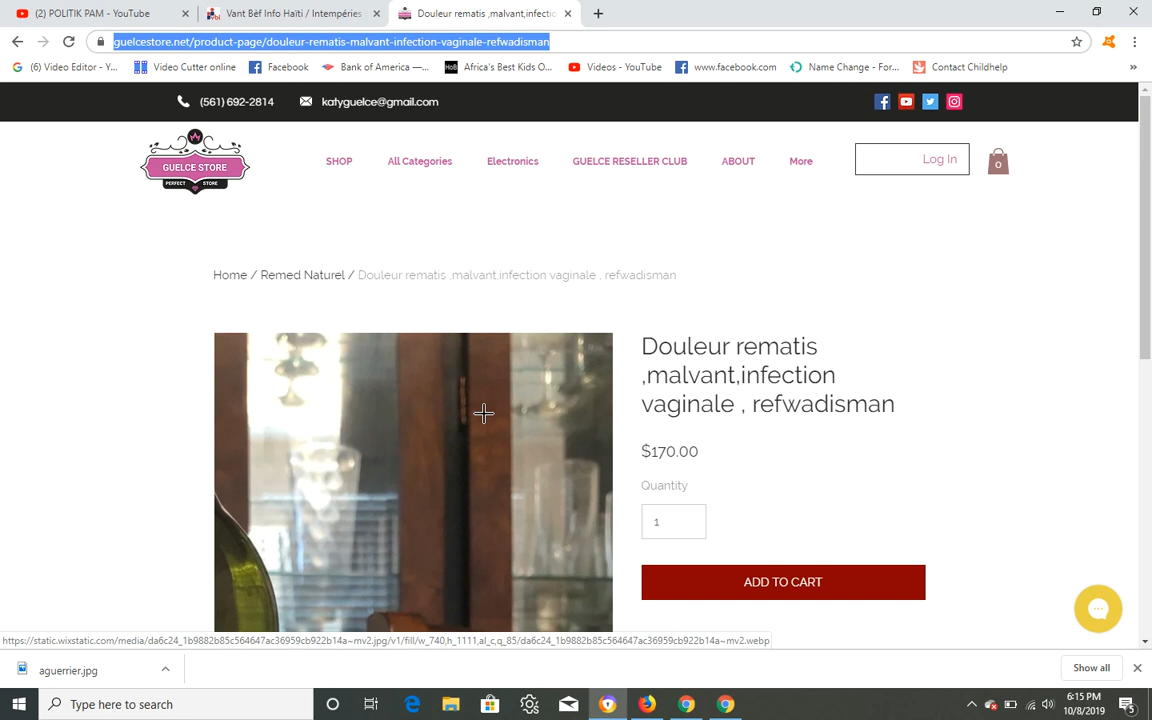 (2) POLITIK PAM - YouTube
Vant Bèf Info Haïti / Intempéries
Douleur rematis ,malvant,infectio
guelcestore.net/product-page/douleur-rematis-malvant-infection-vaginale-refwadisman
(6) Video Editor - Y...
Video Cutter online
Facebook
Bank of America —...
Africa's Best Kids O...
Videos - YouTube
www.facebook.com
Name Change - For...
Contact Childhelp
(561) 692-2814
katyguelce@gmail.com
GUELCE STORE
PERFECT STORE
SHOP
All Categories
Electronics
GUELCE RESELLER CLUB
ABOUT
More
Log In
0
Home / Remed Naturel / Douleur rematis ,malvant,infection vaginale , refwadisman
Douleur rematis
,malvant,infection
vaginale , refwadisman
$170.00
Quantity
1
ADD TO CART
https://static.wixstatic.com/media/da6c24_1b9882b85c564647ac36959cb922b14a~mv2.jpg/v1/fill/w_740,h_1111,al_c,q_85/da6c24_1b9882b85c564647ac36959cb922b14a~mv2.webp
aguerrier.jpg
Show all
Type here to search
6:15 PM
10/8/2019
5